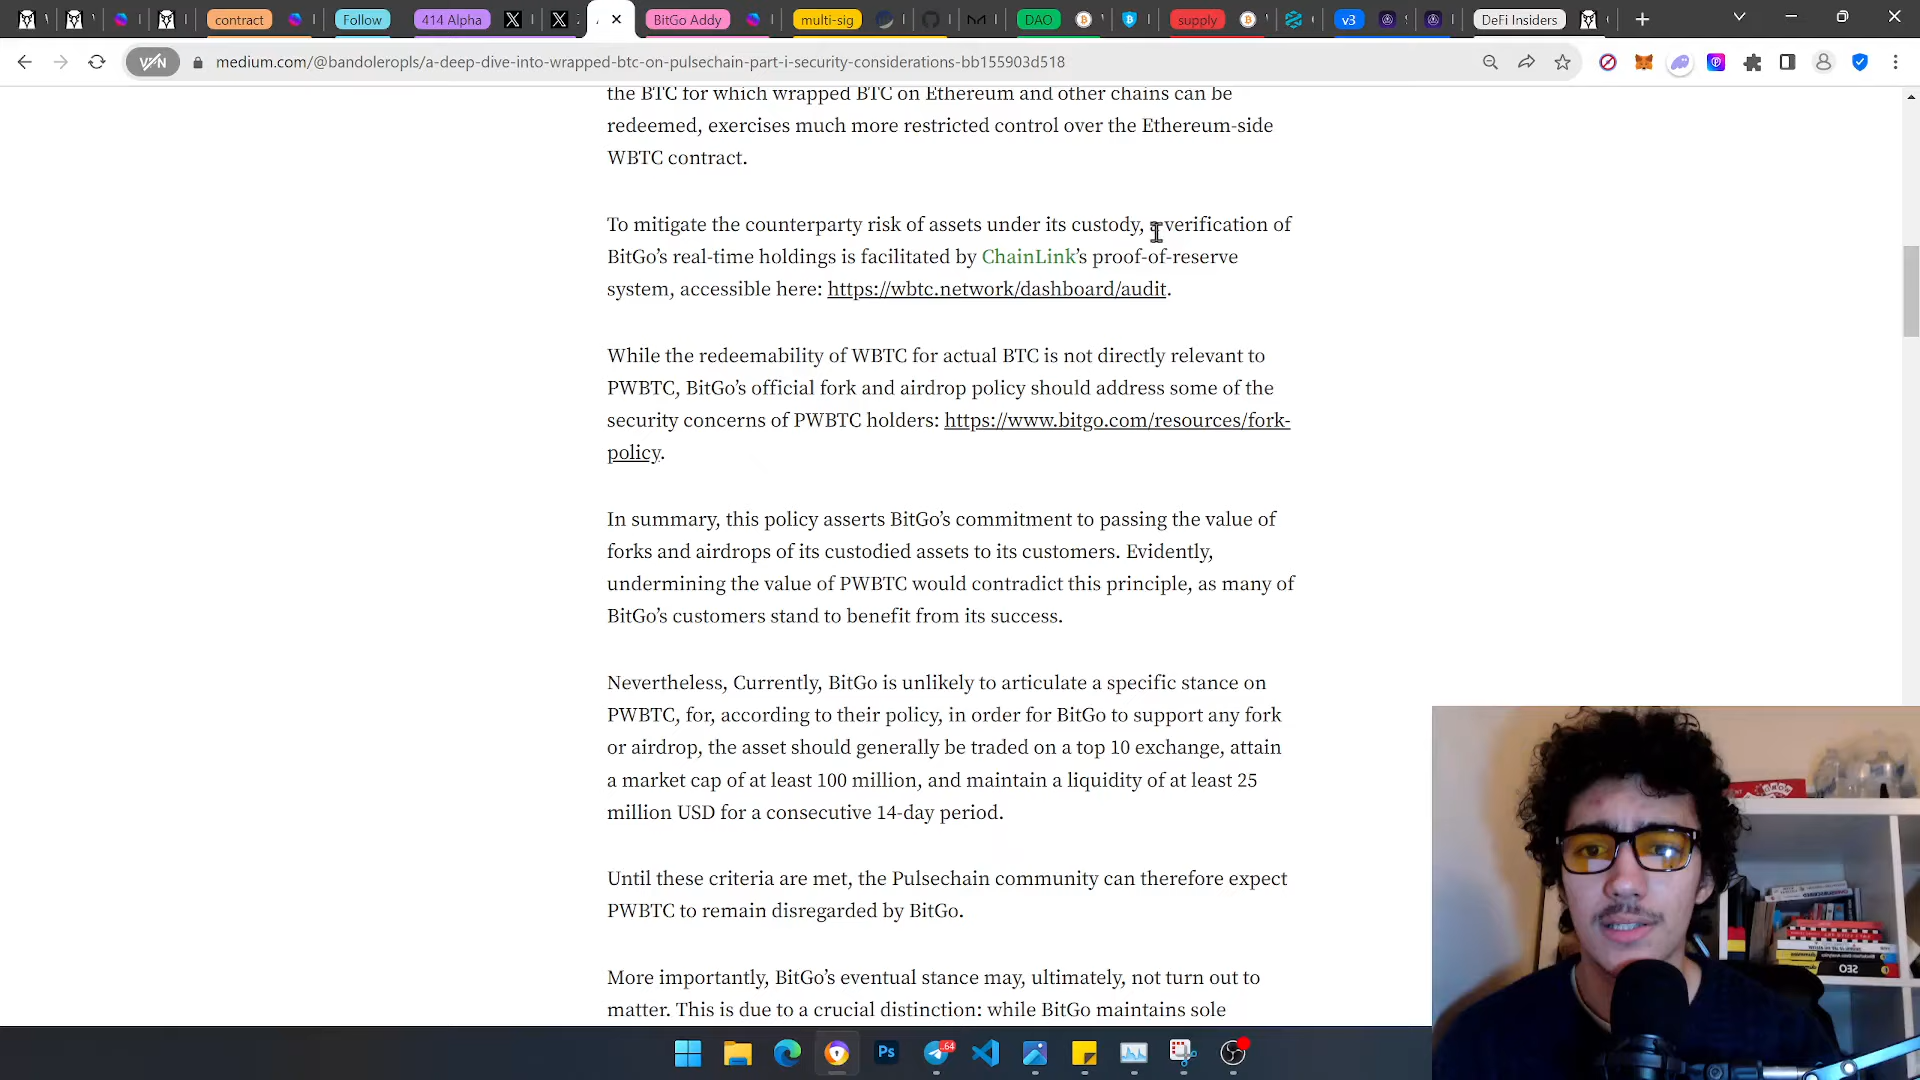 contract
Follow
414 Alpha
BitGo Addy
multi-sig
DAO
supply
v3
DeFi Insiders
medium.com/@bandoleropls/a-deep-dive-into-wrapped-btc-on-pulsechain-part-i-security-considerations-bb155903d518
the BTC for which wrapped BTC on Ethereum and other chains can be
redeemed, exercises much more restricted control over the Ethereum-side
WBTC contract.
To mitigate the counterparty risk of assets under its custody, a verification of
BitGo’s real-time holdings is facilitated by ChainLink’s proof-of-reserve
system, accessible here: https://wbtc.network/dashboard/audit.
While the redeemability of WBTC for actual BTC is not directly relevant to
PWBTC, BitGo’s official fork and airdrop policy should address some of the
security concerns of PWBTC holders: https://www.bitgo.com/resources/fork-
policy.
In summary, this policy asserts BitGo’s commitment to passing the value of
forks and airdrops of its custodied assets to its customers. Evidently,
undermining the value of PWBTC would contradict this principle, as many of
BitGo’s customers stand to benefit from its success.
Nevertheless, Currently, BitGo is unlikely to articulate a specific stance on
PWBTC, for, according to their policy, in order for BitGo to support any fork
or airdrop, the asset should generally be traded on a top 10 exchange, attain
a market cap of at least 100 million, and maintain a liquidity of at least 25
million USD for a consecutive 14-day period.
Until these criteria are met, the Pulsechain community can therefore expect
PWBTC to remain disregarded by BitGo.
More importantly, BitGo’s eventual stance may, ultimately, not turn out to
matter. This is due to a crucial distinction: while BitGo maintains sole
SEO
Ps
64